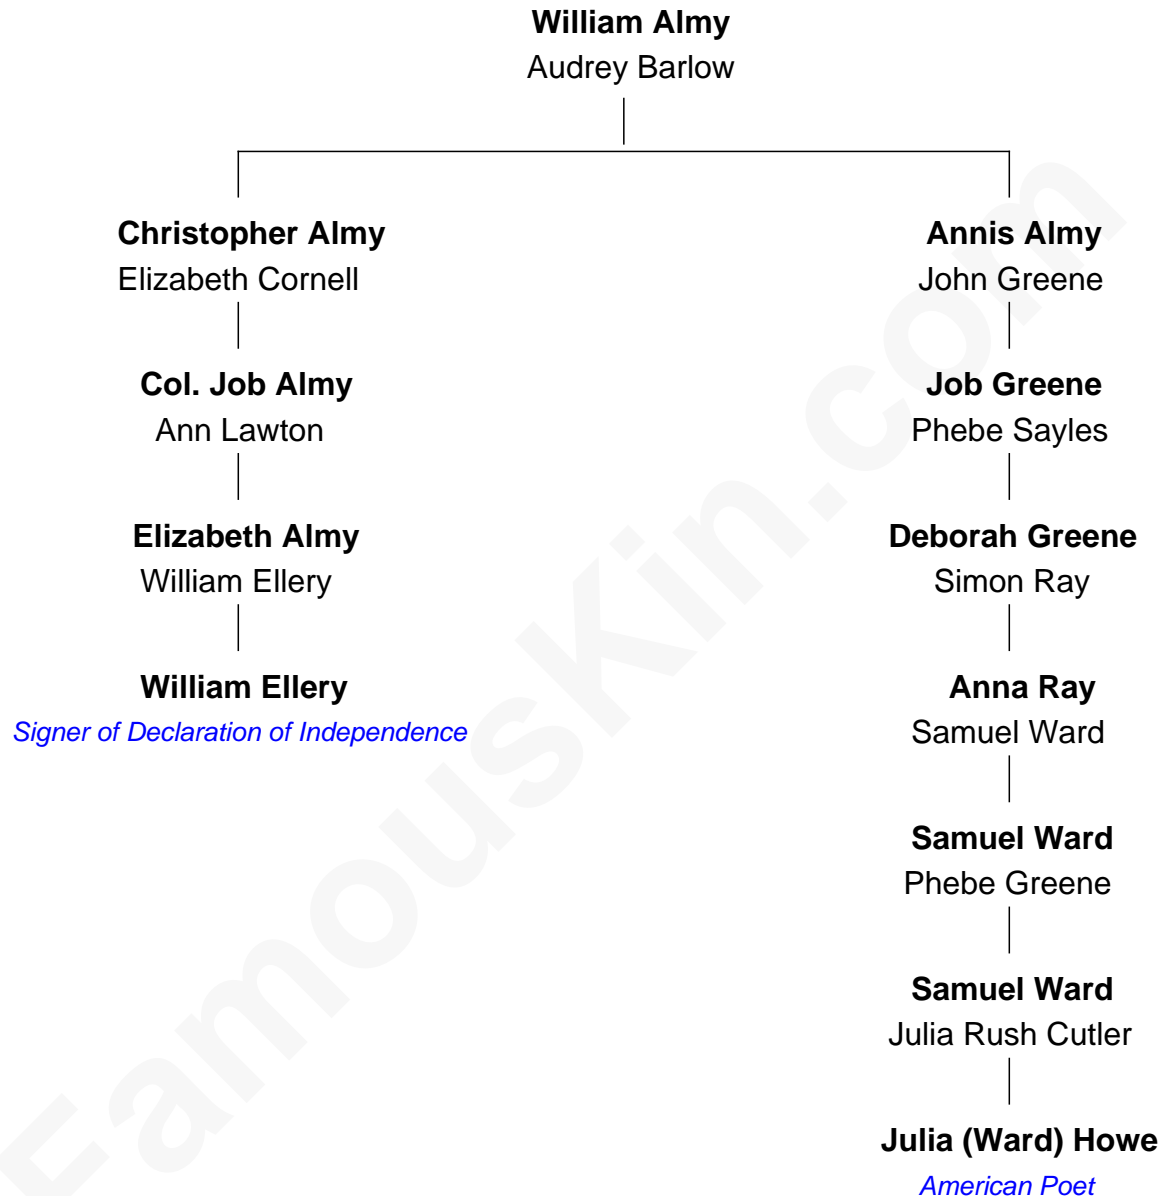 William Almy
Audrey Barlow
Christopher Almy
Elizabeth Cornell
Annis Almy
John Greene
Col. Job Almy
Ann Lawton
Job Greene
Phebe Sayles
Elizabeth Almy
William Ellery
Deborah Greene
Simon Ray
William Ellery
Signer of Declaration of Independence
Anna Ray
Samuel Ward
Samuel Ward
Phebe Greene
Samuel Ward
Julia Rush Cutler
Julia (Ward) Howe
American Poet
FamousKin.com